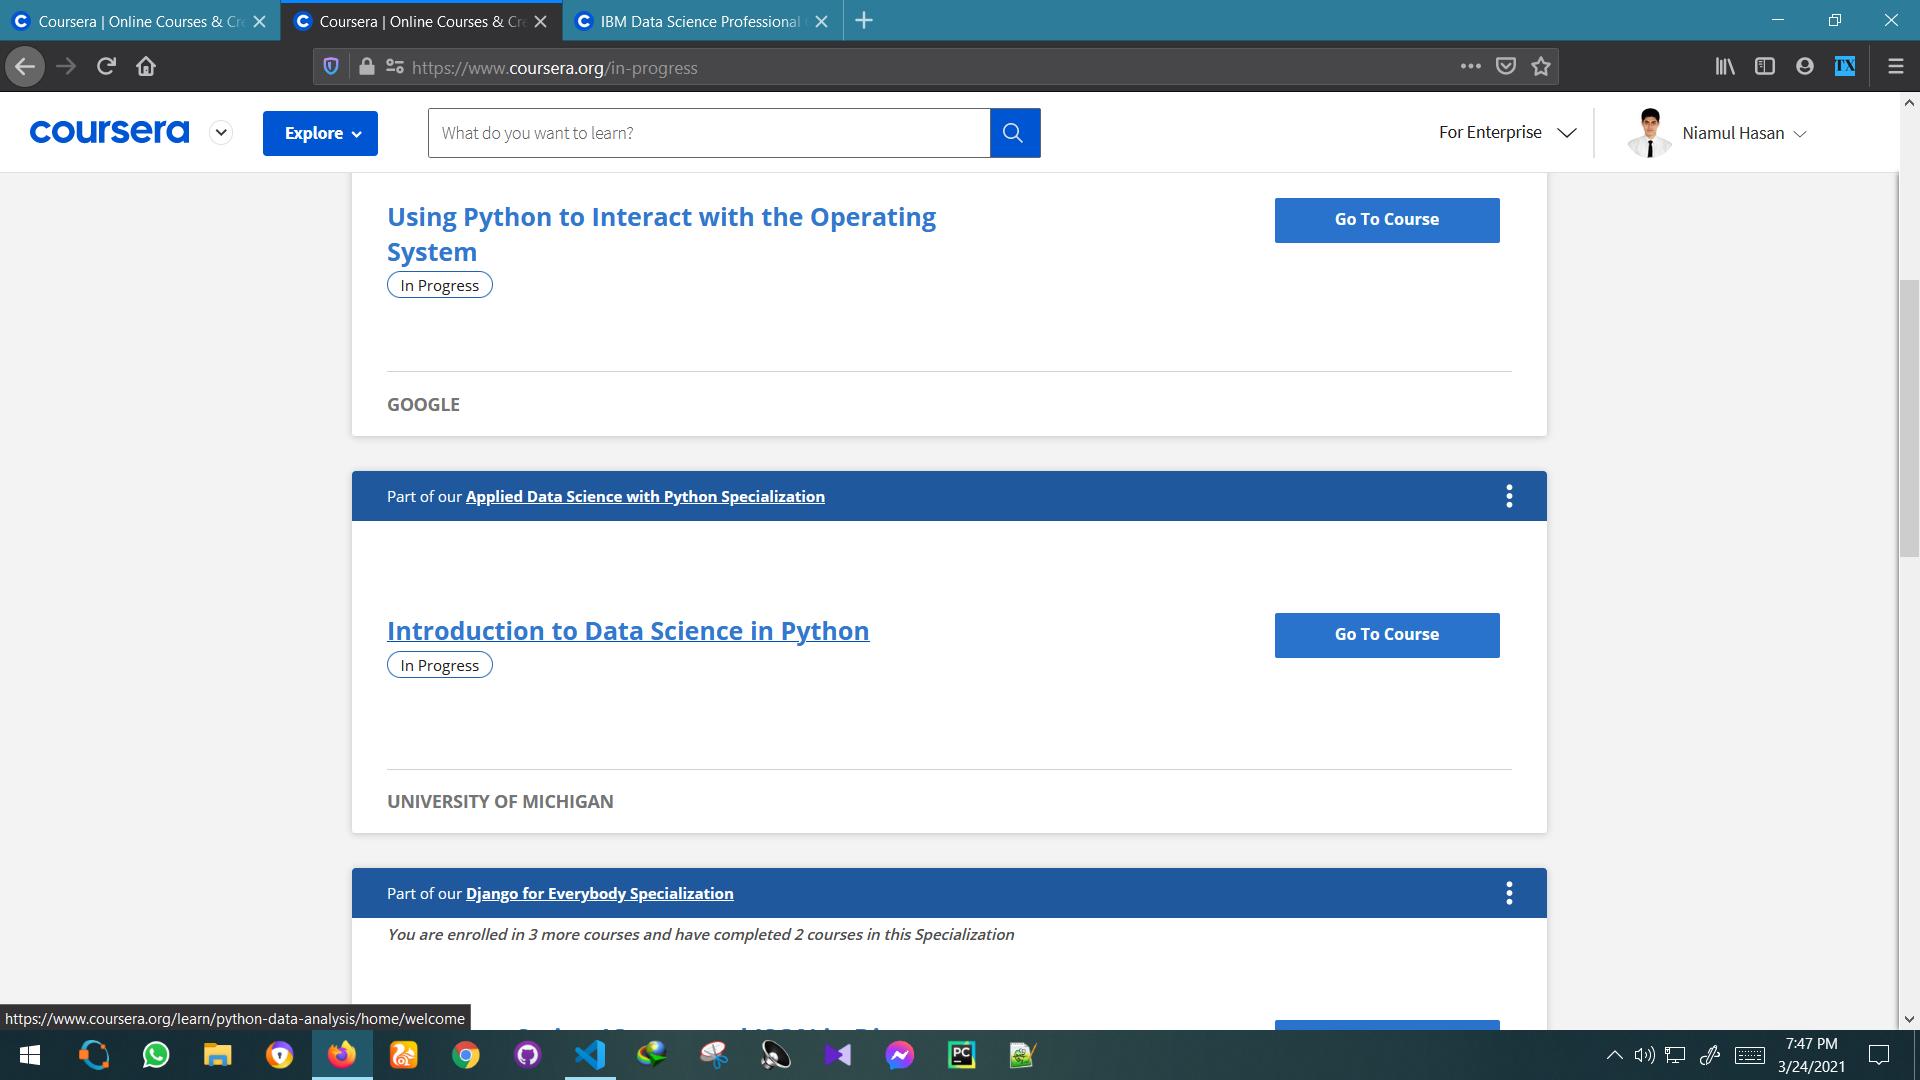 Coursera | Online Courses & Cre
Coursera | Online Courses & Cre
IBM Data Science Professional
https://www.coursera.org/in-progress
TX
coursera
Explore
What do you want to learn?
For Enterprise
Niamul Hasan
Using Python to Interact with the Operating
System
Go To Course
In Progress
GOOGLE
Part of our Applied Data Science with Python Specialization
Introduction to Data Science in Python
Go To Course
In Progress
UNIVERSITY OF MICHIGAN
Part of our Django for Everybody Specialization
You are enrolled in 3 more courses and have completed 2 courses in this Specialization
https://www.coursera.org/learn/python-data-analysis/home/welcome
PC
7:47 PM
3/24/2021